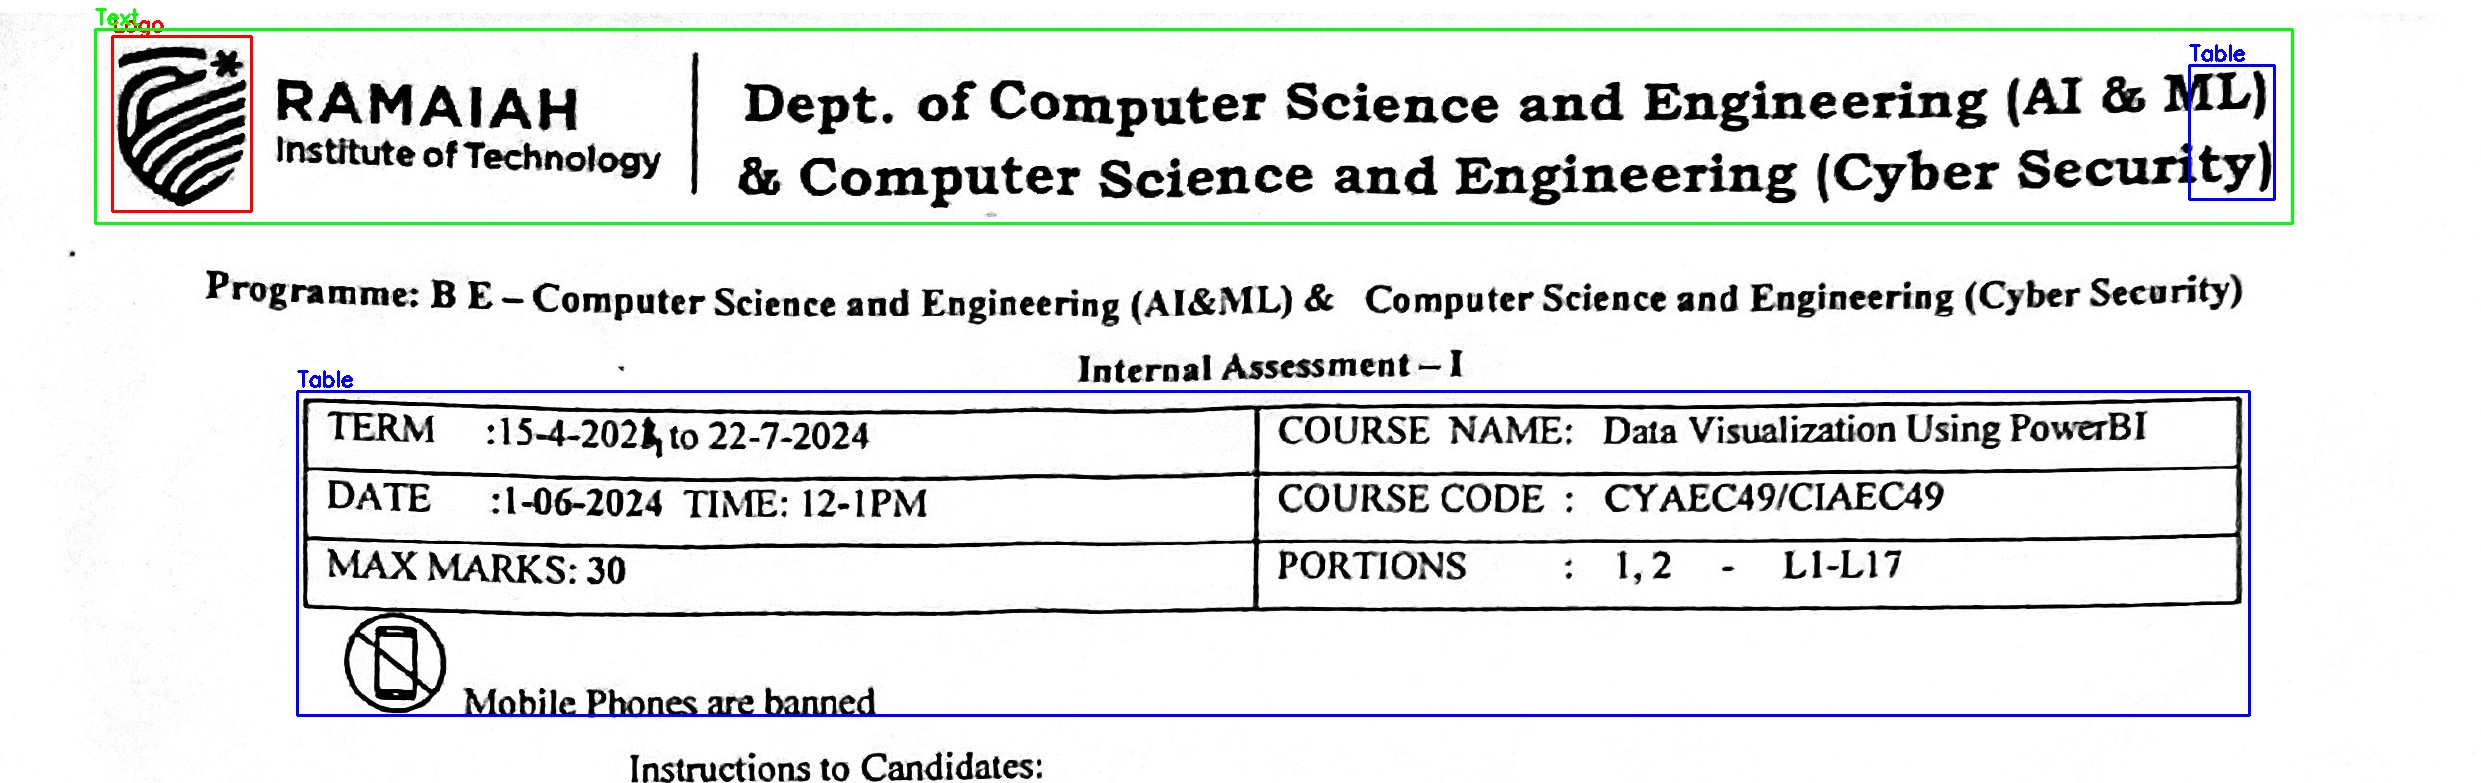 Text
Logo
Table
RAMAIAH
Institute of Technology
Dept. of Computer Science and Engineering (AI & ML)
& Computer Science and Engineering (Cyber Security)
Programme: B E – Computer Science and Engineering (AI&ML) & Computer Science and Engineering (Cyber Security)
Internal Assessment – I
Table
TERM :15-4-2024 to 22-7-2024
COURSE NAME: Data Visualization Using PowerBI
DATE :1-06-2024 TIME: 12-1PM
COURSE CODE : CYAEC49/CIAEC49
MAX MARKS: 30
PORTIONS : 1, 2 - L1-L17
Mobile Phones are banned
Instructions to Candidates: